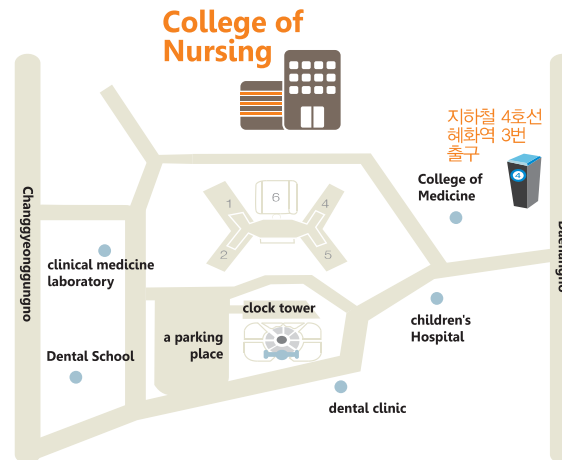 College of
Nursing
지하철 4호선
혜화역 3번
출구
4
College of
Medicine
1
6
4
2
5
Changgyeonggungno
clinical medicine
laboratory
clock tower
a parking
place
children's
Hospital
Dental School
dental clinic